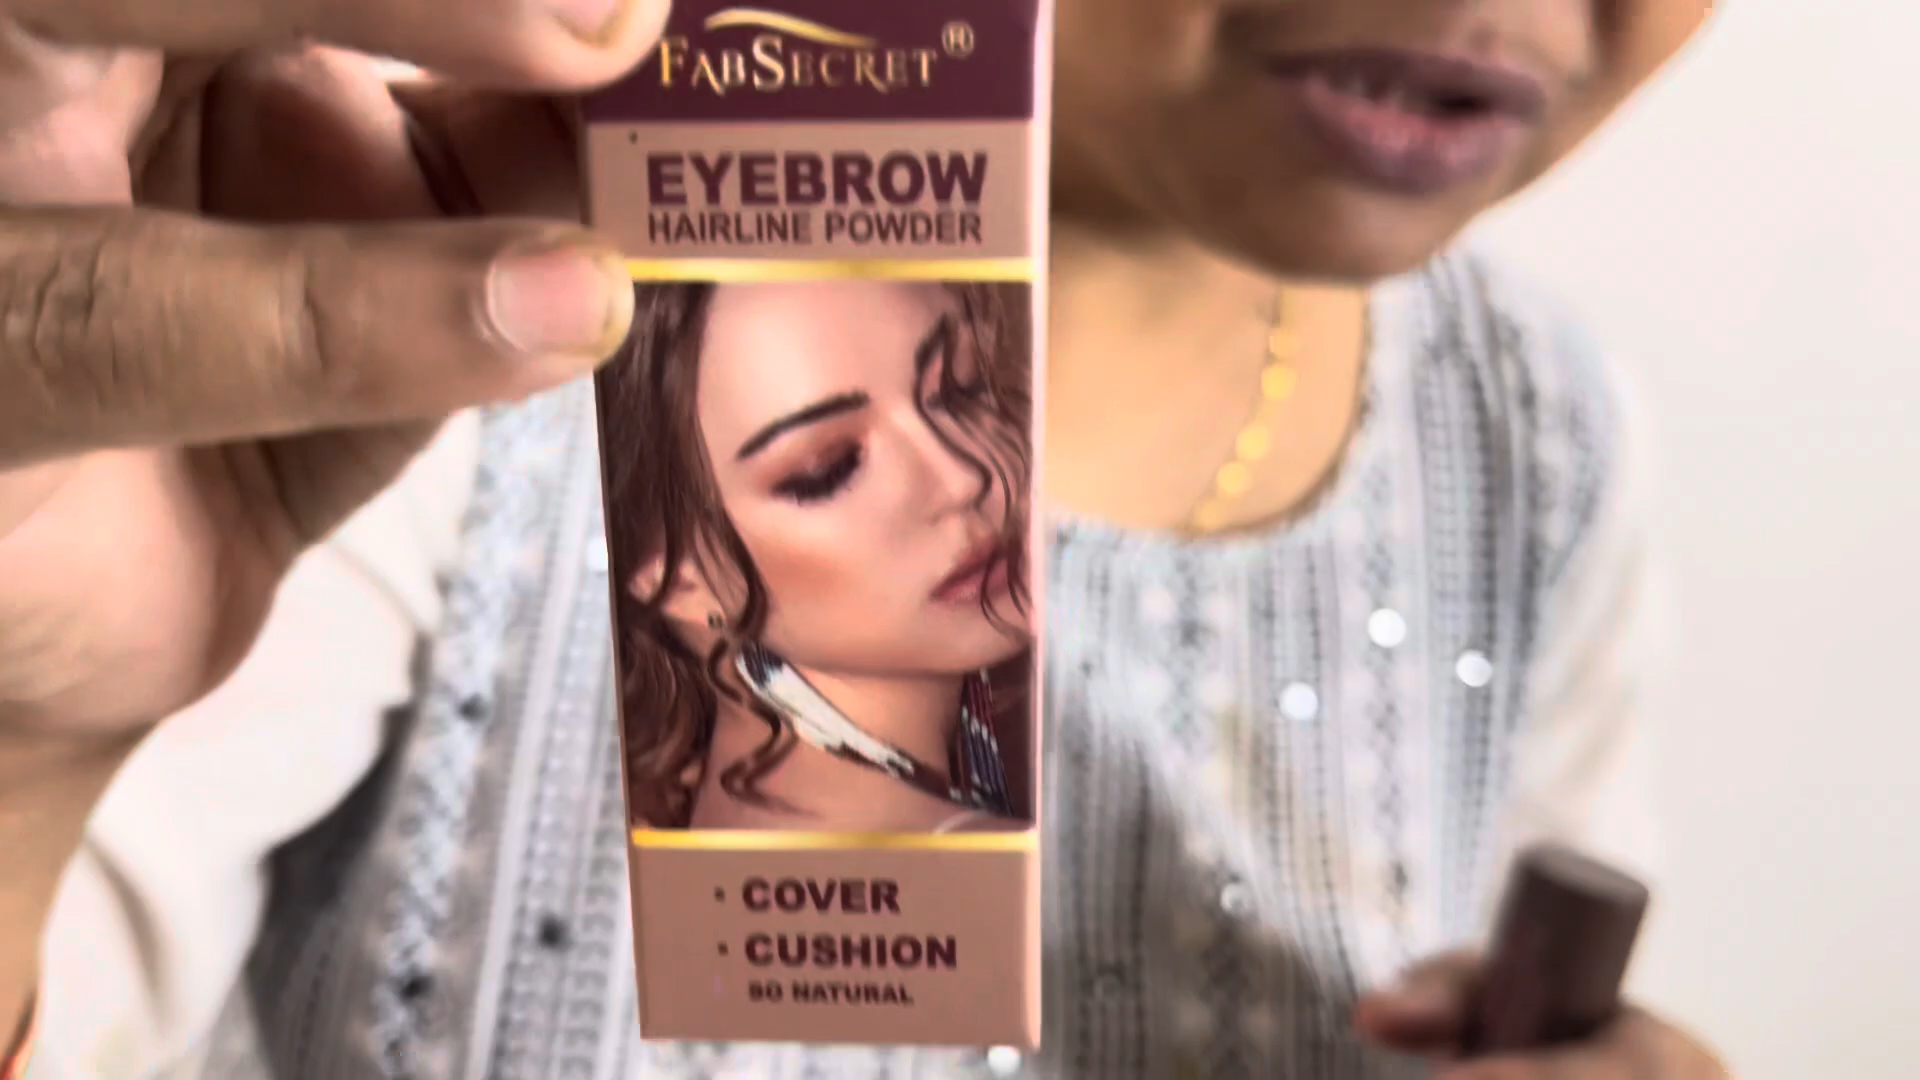 FABSECRET®
EYEBROW
HAIRLINE POWDER
• COVER
• CUSHION
SO NATURAL